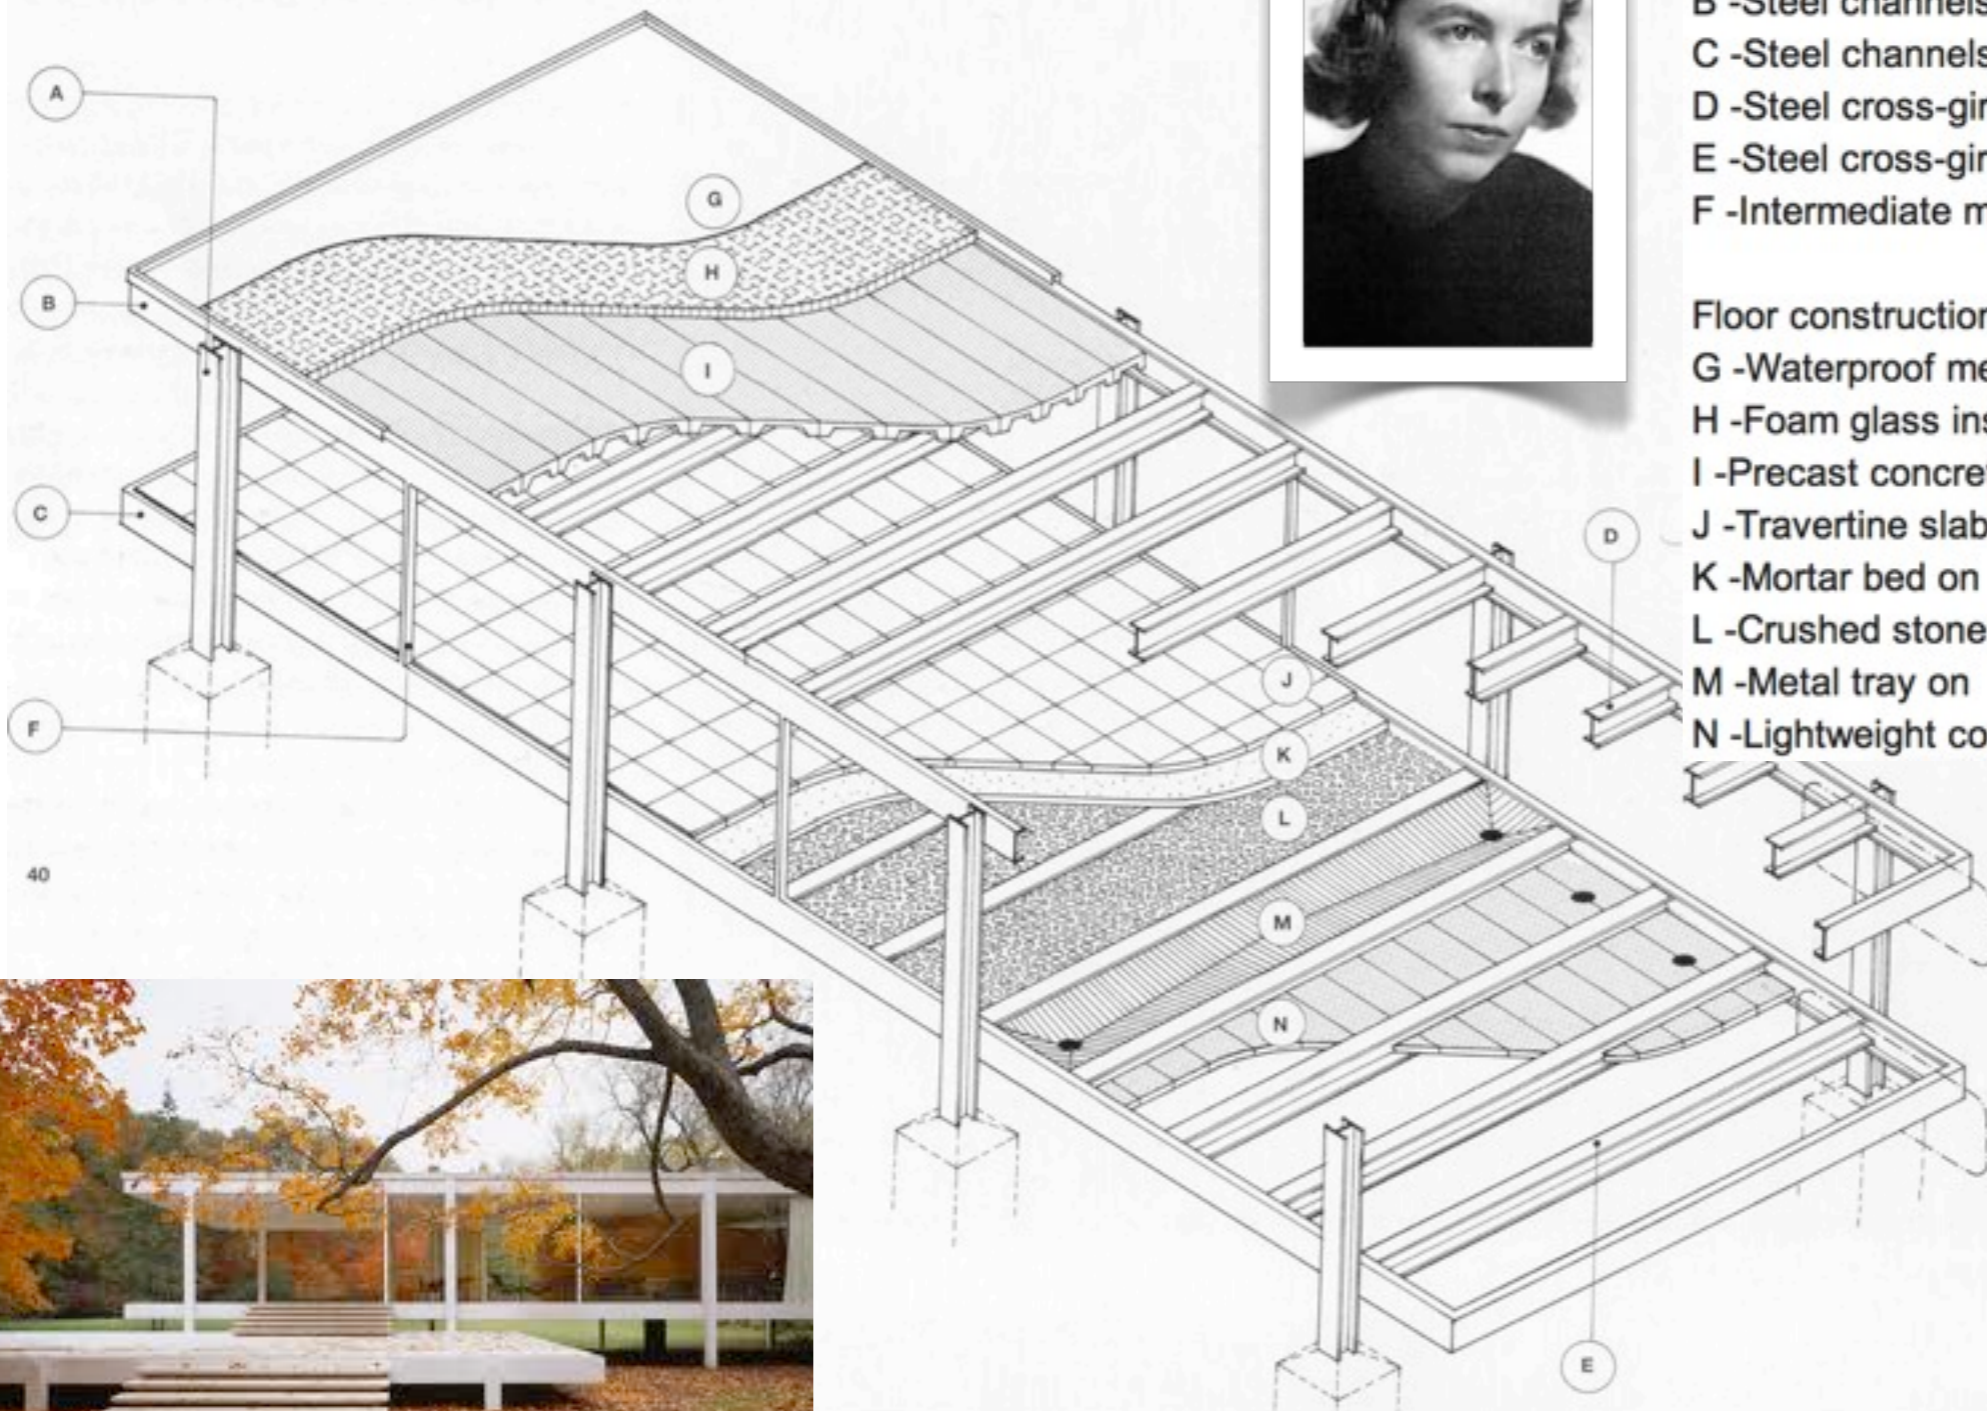 A
B
C
F
G
H
I
J
K
L
M
N
D
E
40
B -Steel channels
C -Steel channels
D -Steel cross-gir
E -Steel cross-gir
F -Intermediate m
Floor construction
G -Waterproof me
H -Foam glass ins
I -Precast concret
J -Travertine slab
K -Mortar bed on
L -Crushed stone
M -Metal tray on
N -Lightweight co